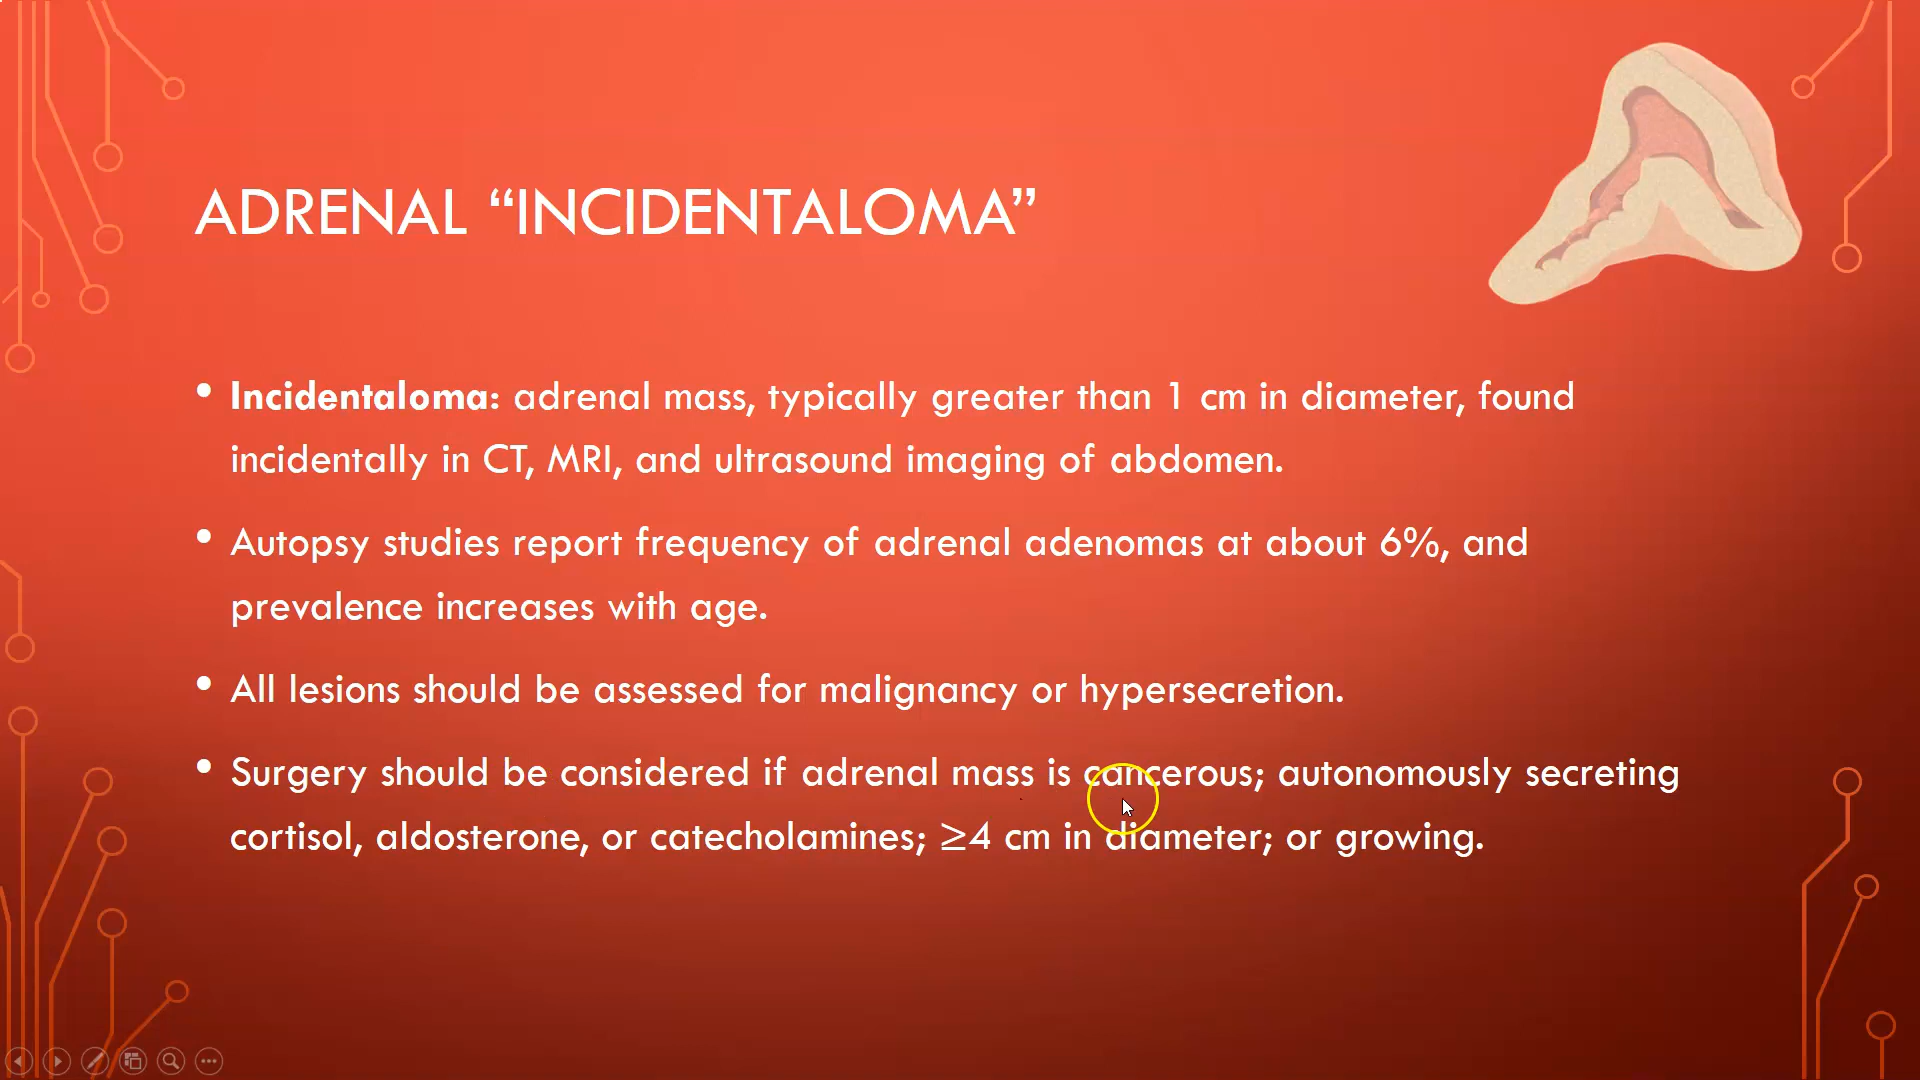 ADRENAL “INCIDENTALOMA”
• Incidentaloma: adrenal mass, typically greater than 1 cm in diameter, found
incidentally in CT, MRI, and ultrasound imaging of abdomen.
• Autopsy studies report frequency of adrenal adenomas at about 6%, and
prevalence increases with age.
• All lesions should be assessed for malignancy or hypersecretion.
• Surgery should be considered if adrenal mass is cancerous; autonomously secreting
cortisol, aldosterone, or catecholamines; ≥4 cm in diameter; or growing.